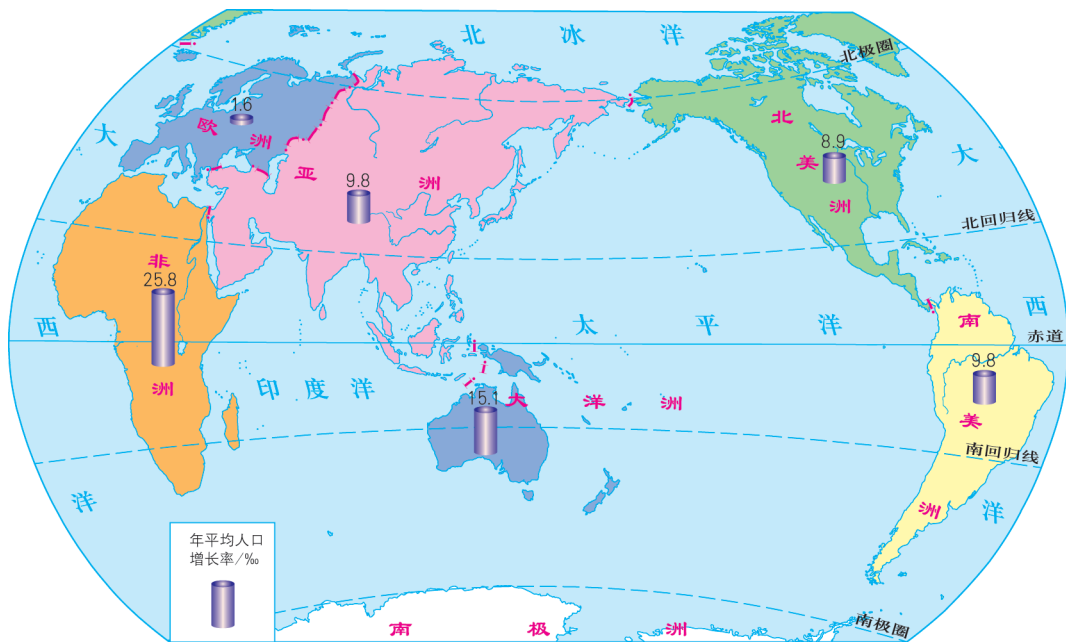 北冰洋
北极圈
大
1.6
欧洲
北
8.9
美
洲
大
亚洲
9.8
北回归线
非
25.8
洲
西
太平洋
南
西
赤道
9.8
美
印度洋
15.1
大洋洲
南回归线
洋
洲
洋
年平均人口
增长率/‰
南极圈
南极洲